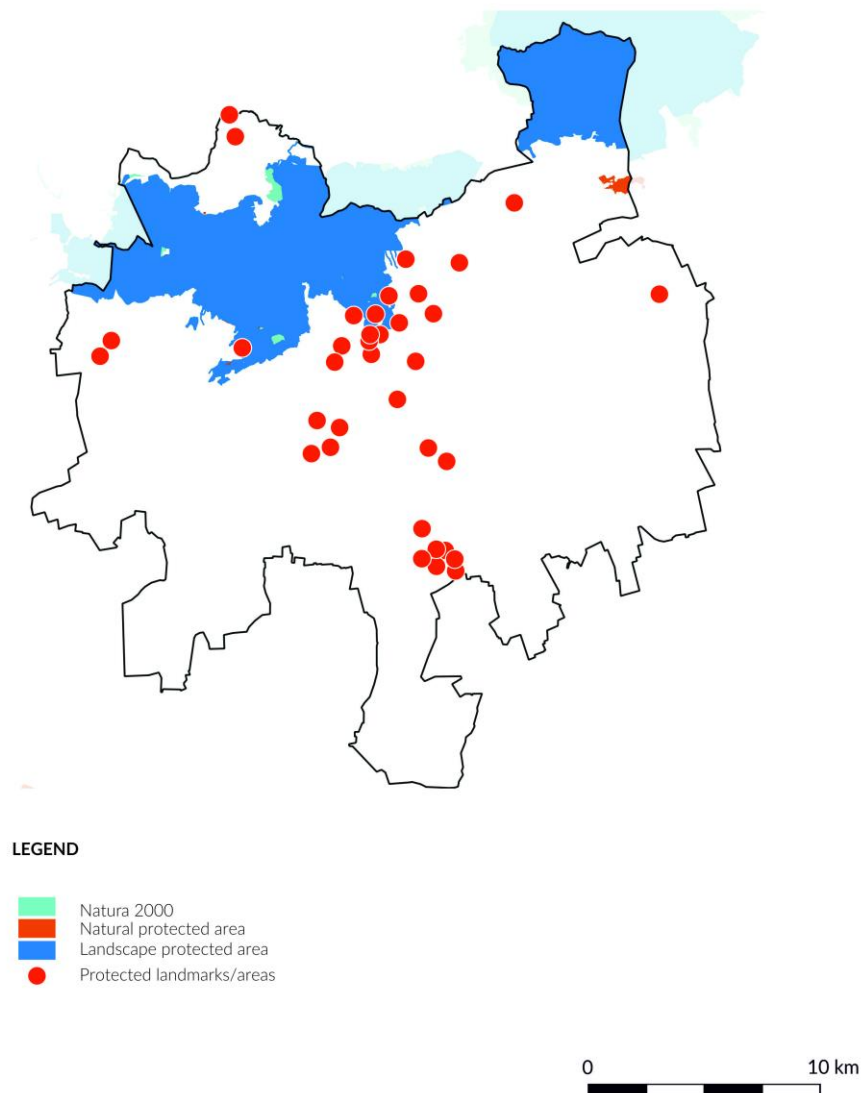 LEGEND
Natura 2000
Natural protected area
Landscape protected area
Protected landmarks/areas
0 10 km